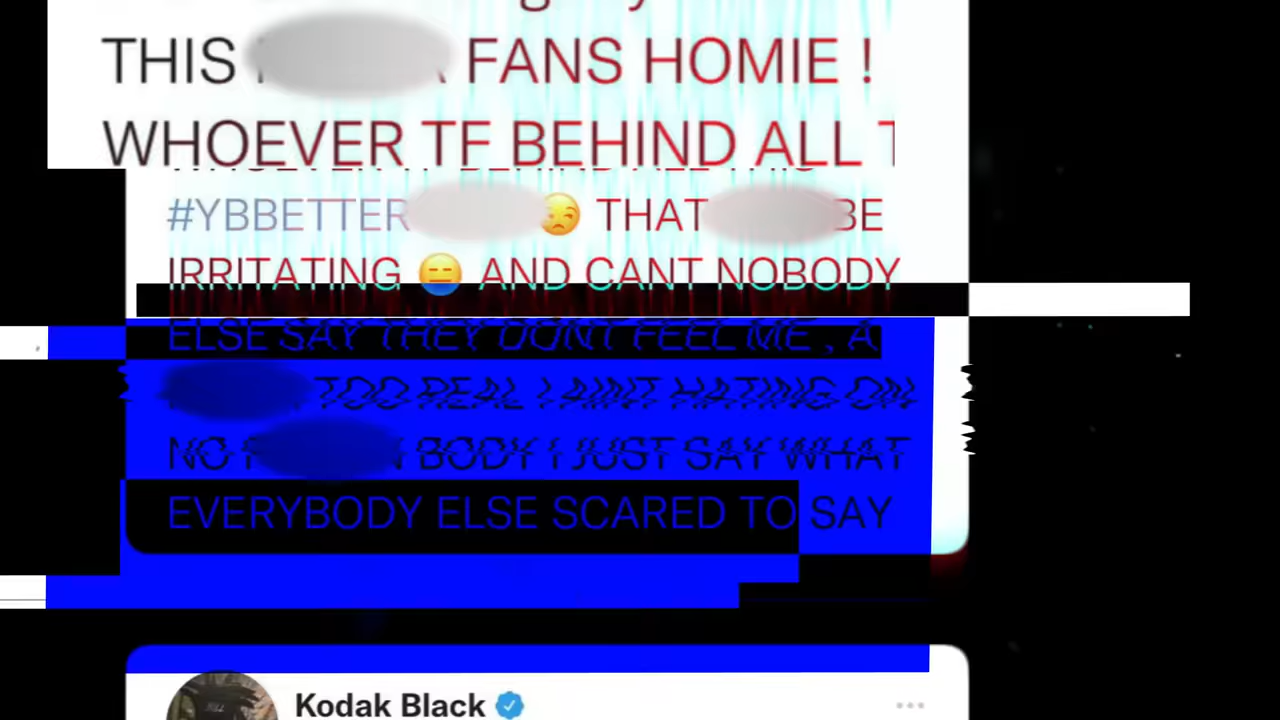 THIS FANS HOMIE !
WHOEVER TF BEHIND ALL
#YBBETTER 😒 THAT BE
IRRITATING 😑 AND CANT NOBODY
ELSE SAY THEY DONT FEEL ME , A
TOO REAL I AINT HATING ON
NO BODY I JUST SAY WHAT
EVERYBODY ELSE SCARED TO SAY
Kodak Black